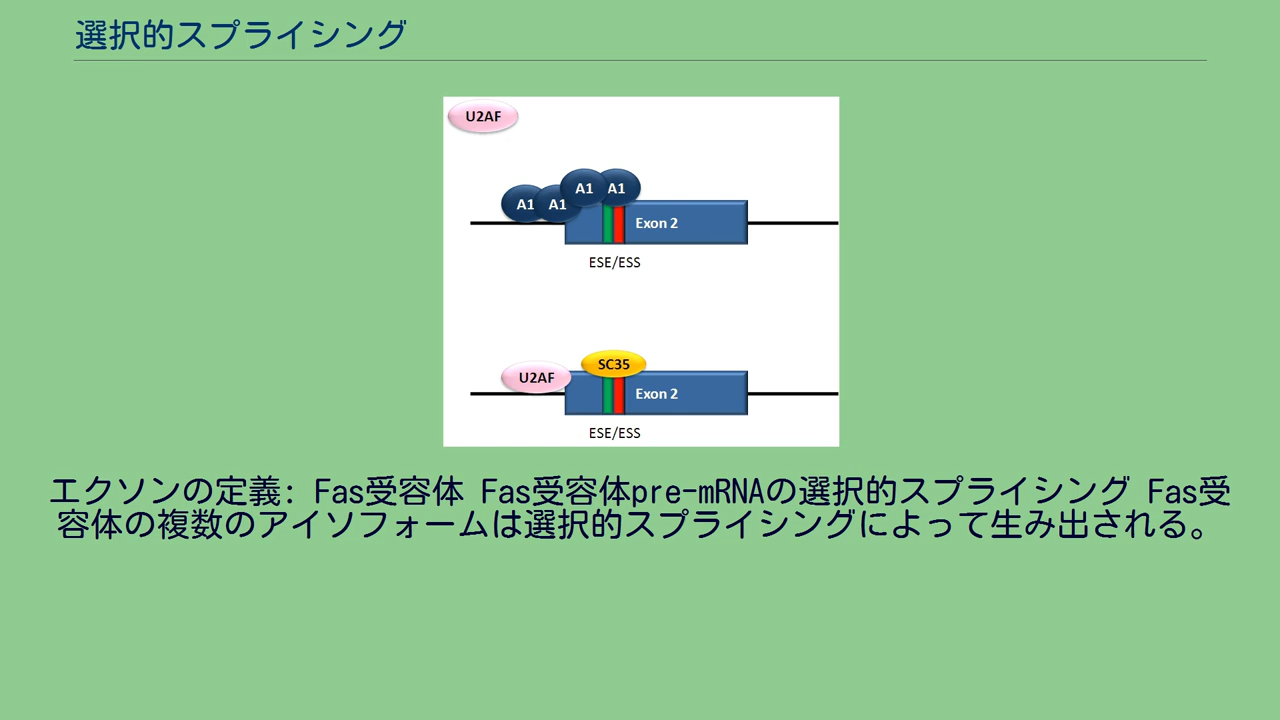 選択的スプライシング
U2AF
A1 A1
A1 A1
Exon 2
ESE/ESS
SC35
U2AF
Exon 2
ESE/ESS
エクソンの定義: Fas受容体 Fas受容体pre-mRNAの選択的スプライシング Fas受
容体の複数のアイソフォームは選択的スプライシングによって生み出される。